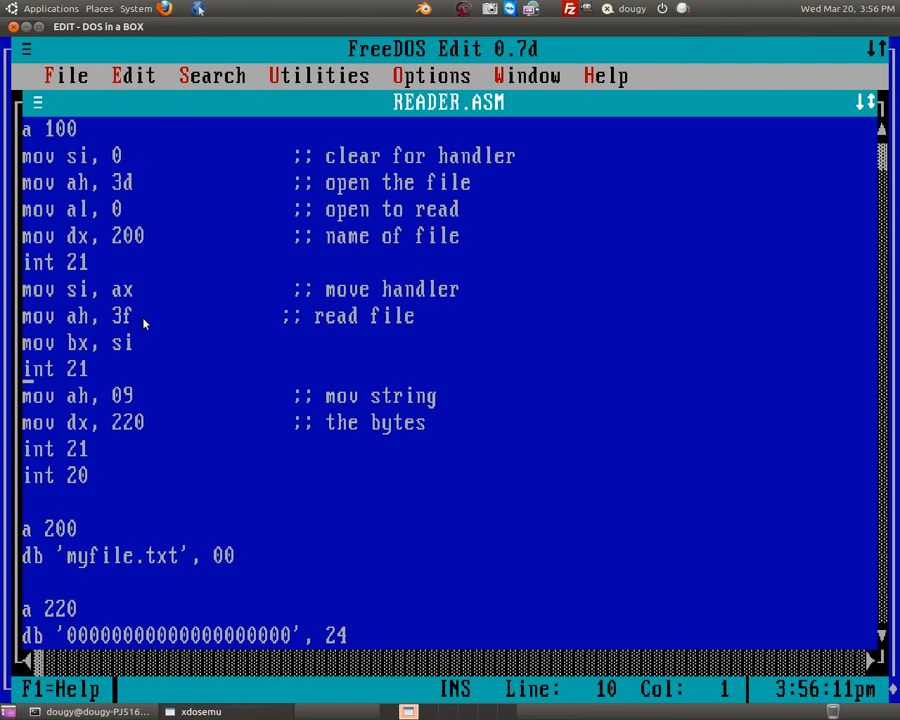 Applications Places System dougy Wed Mar 20, 3:56 PM
EDIT - DOS in a BOX
FreeDOS Edit 0.7d
File Edit Search Utilities Options Window Help
READER.ASM
a 100
mov si, 0 ;; clear for handler
mov ah, 3d ;; open the file
mov al, 0 ;; open to read
mov dx, 200 ;; name of file
int 21
mov si, ax ;; move handler
mov ah, 3f ;; read file
mov bx, si
int 21
mov ah, 09 ;; mov string
mov dx, 220 ;; the bytes
int 21
int 20
a 200
db 'myfile.txt', 00
a 220
db '00000000000000000000', 24
F1=Help INS Line: 10 Col: 1 3:56:11pm
dougy@dougy-PJ516... xdosemu